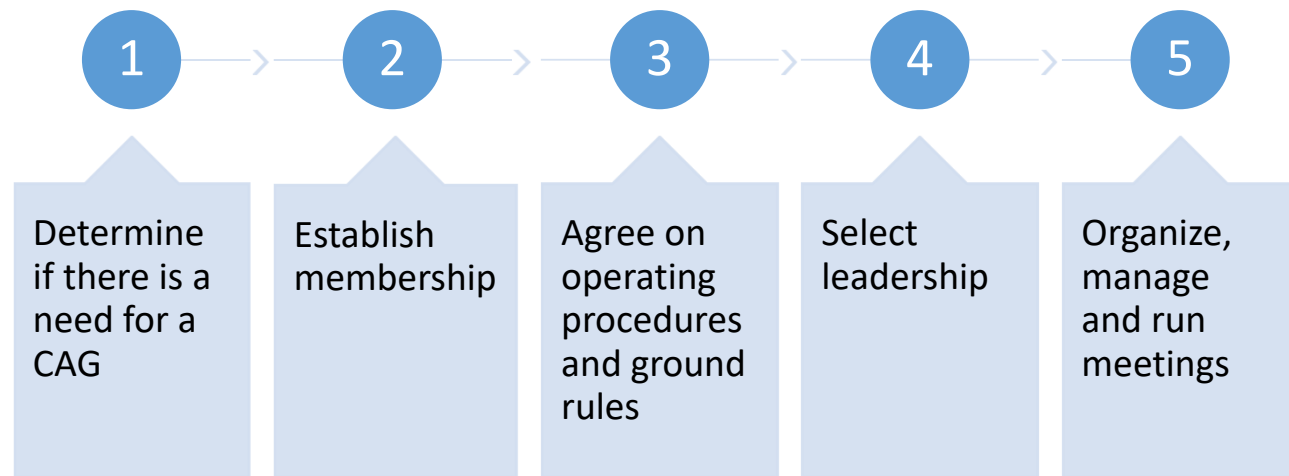 1
2
3
4
5
Determine
if there is a
need for a
CAG
Establish
membership
Agree on
operating
procedures
and ground
rules
Select
leadership
Organize,
manage
and run
meetings